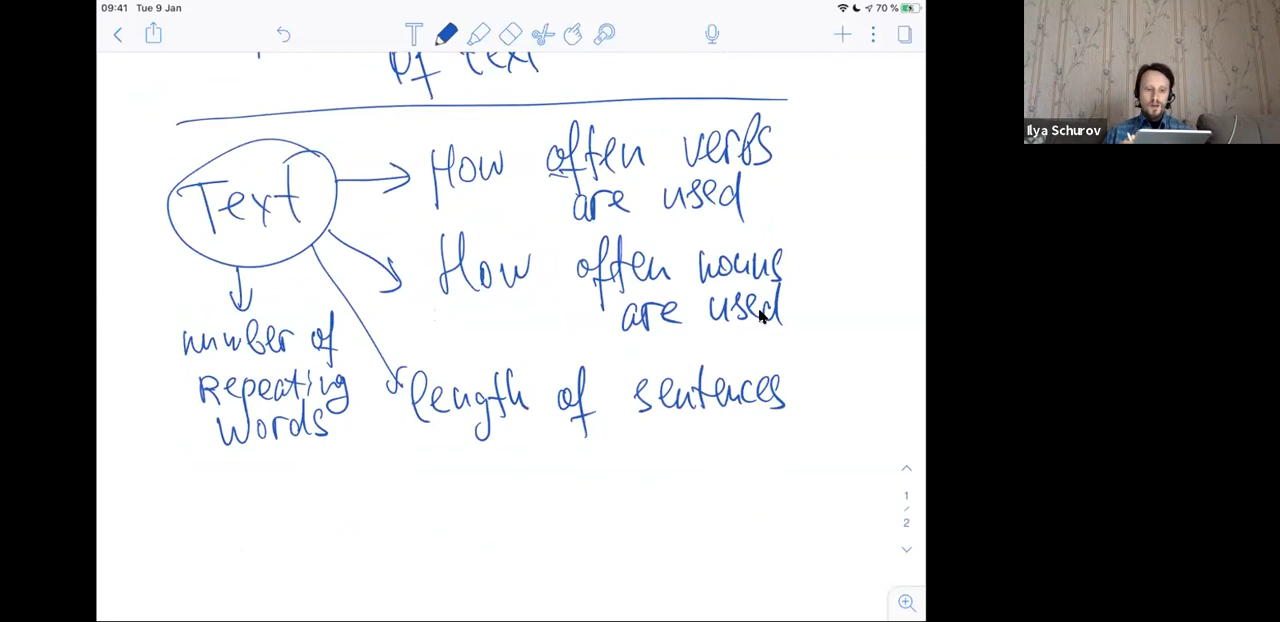 09:41 Tue 9 Jan
70 %
of text
Text
How often verbs
are used
How often nouns
are used
number of
Repeating
words
length of sentences
1
/
2
Ilya Schurov